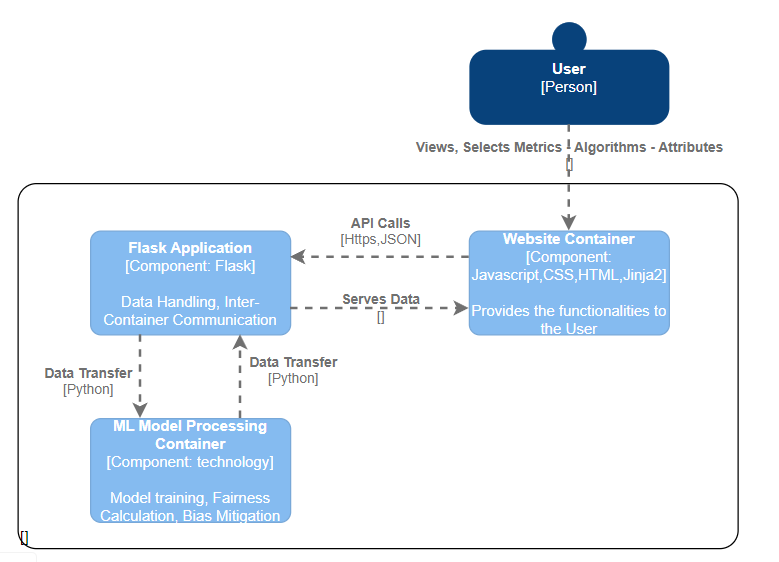 User
[Person]
Views, Selects Metrics - Algorithms - Attributes
[]
Flask Application
[Component: Flask]
Data Handling, Inter-
Container Communication
API Calls
[Https,JSON]
Website Container
[Component:
Javascript,CSS,HTML,Jinja2]
Provides the functionalities to
the User
Serves Data
[]
Data Transfer
[Python]
Data Transfer
[Python]
ML Model Processing
Container
[Component: technology]
Model training, Fairness
Calculation, Bias Mitigation
[]